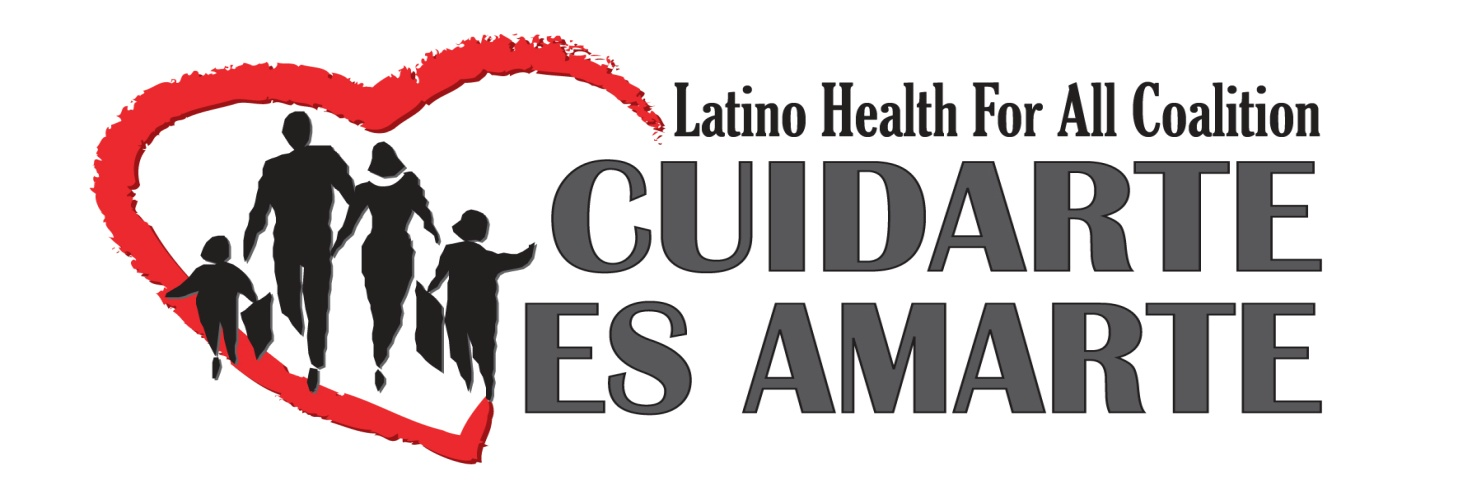 Latino Health For All Coalition
CUIDARTE
ES AMARTE